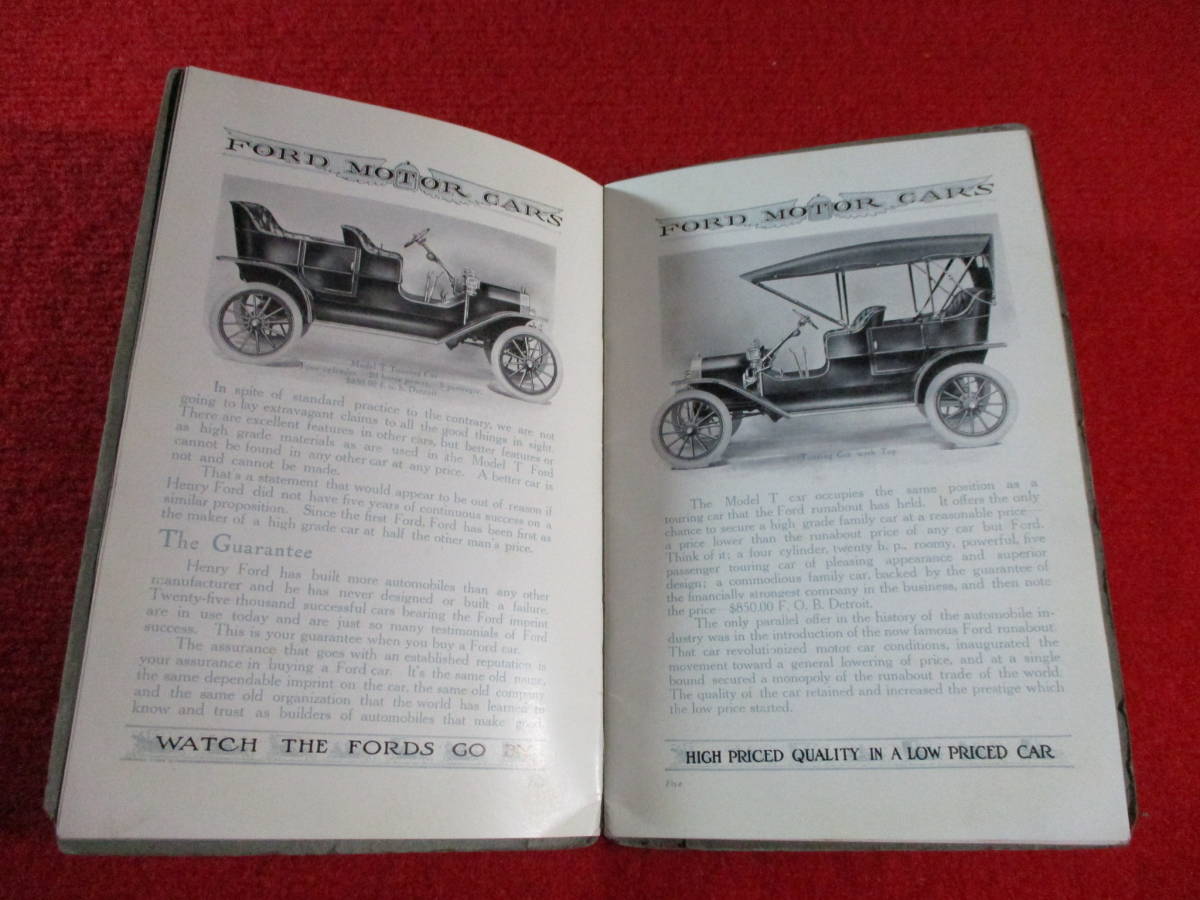 FORD MOTOR CARS
Model T Touring Car
Four cylinder. 20 horse power. 5 passenger.
$850.00 F. o. b. Detroit
In spite of standard practice to the contrary, we are not
going to lay extravagant claims to all the good things in sight.
There are excellent features in other cars, but better features or
as high grade materials as are used in the Model T Ford
cannot be found in any other car at any price. A better car is
not and cannot be made.
That's a statement that would appear to be out of reason if
Henry Ford did not have five years of continuous success on a
similar proposition. Since the first Ford, Ford has been first as
the maker of a high grade car at half the other man's price.
The Guarantee
Henry Ford has built more automobiles than any other
manufacturer and he has never designed or built a failure.
Twenty-five thousand successful cars bearing the Ford imprint
are in use today and are just so many testimonials of Ford
success. This is your guarantee when you buy a Ford car.
The assurance that goes with an established reputation is
your assurance in buying a Ford car. It's the same old name,
the same dependable imprint on the car, the same old company
and the same old organization that the world has learned to
know and trust as builders of automobiles that make good.
WATCH THE FORDS GO BY
FORD MOTOR CARS
Touring Car with Top
The Model T car occupies the same position as a
touring car that the Ford runabout has held. It offers the only
chance to secure a high grade family car at a reasonable price—
a price lower than the runabout price of any car but Ford.
Think of it; a four cylinder, twenty h. p., roomy, powerful, five
passenger touring car of pleasing appearance and superior
design; a commodious family car, backed by the guarantee of
the financially strongest company in the business, and then note
the price—$850.00 F. O. B. Detroit.
The only parallel offer in the history of the automobile in-
dustry was in the introduction of the now famous Ford runabout.
That car revolutionized motor car conditions, inaugurated the
movement toward a general lowering of price, and at a single
bound secured a monopoly of the runabout trade of the world.
The quality of the car retained and increased the prestige which
the low price started.
HIGH PRICED QUALITY IN A LOW PRICED CAR
Five